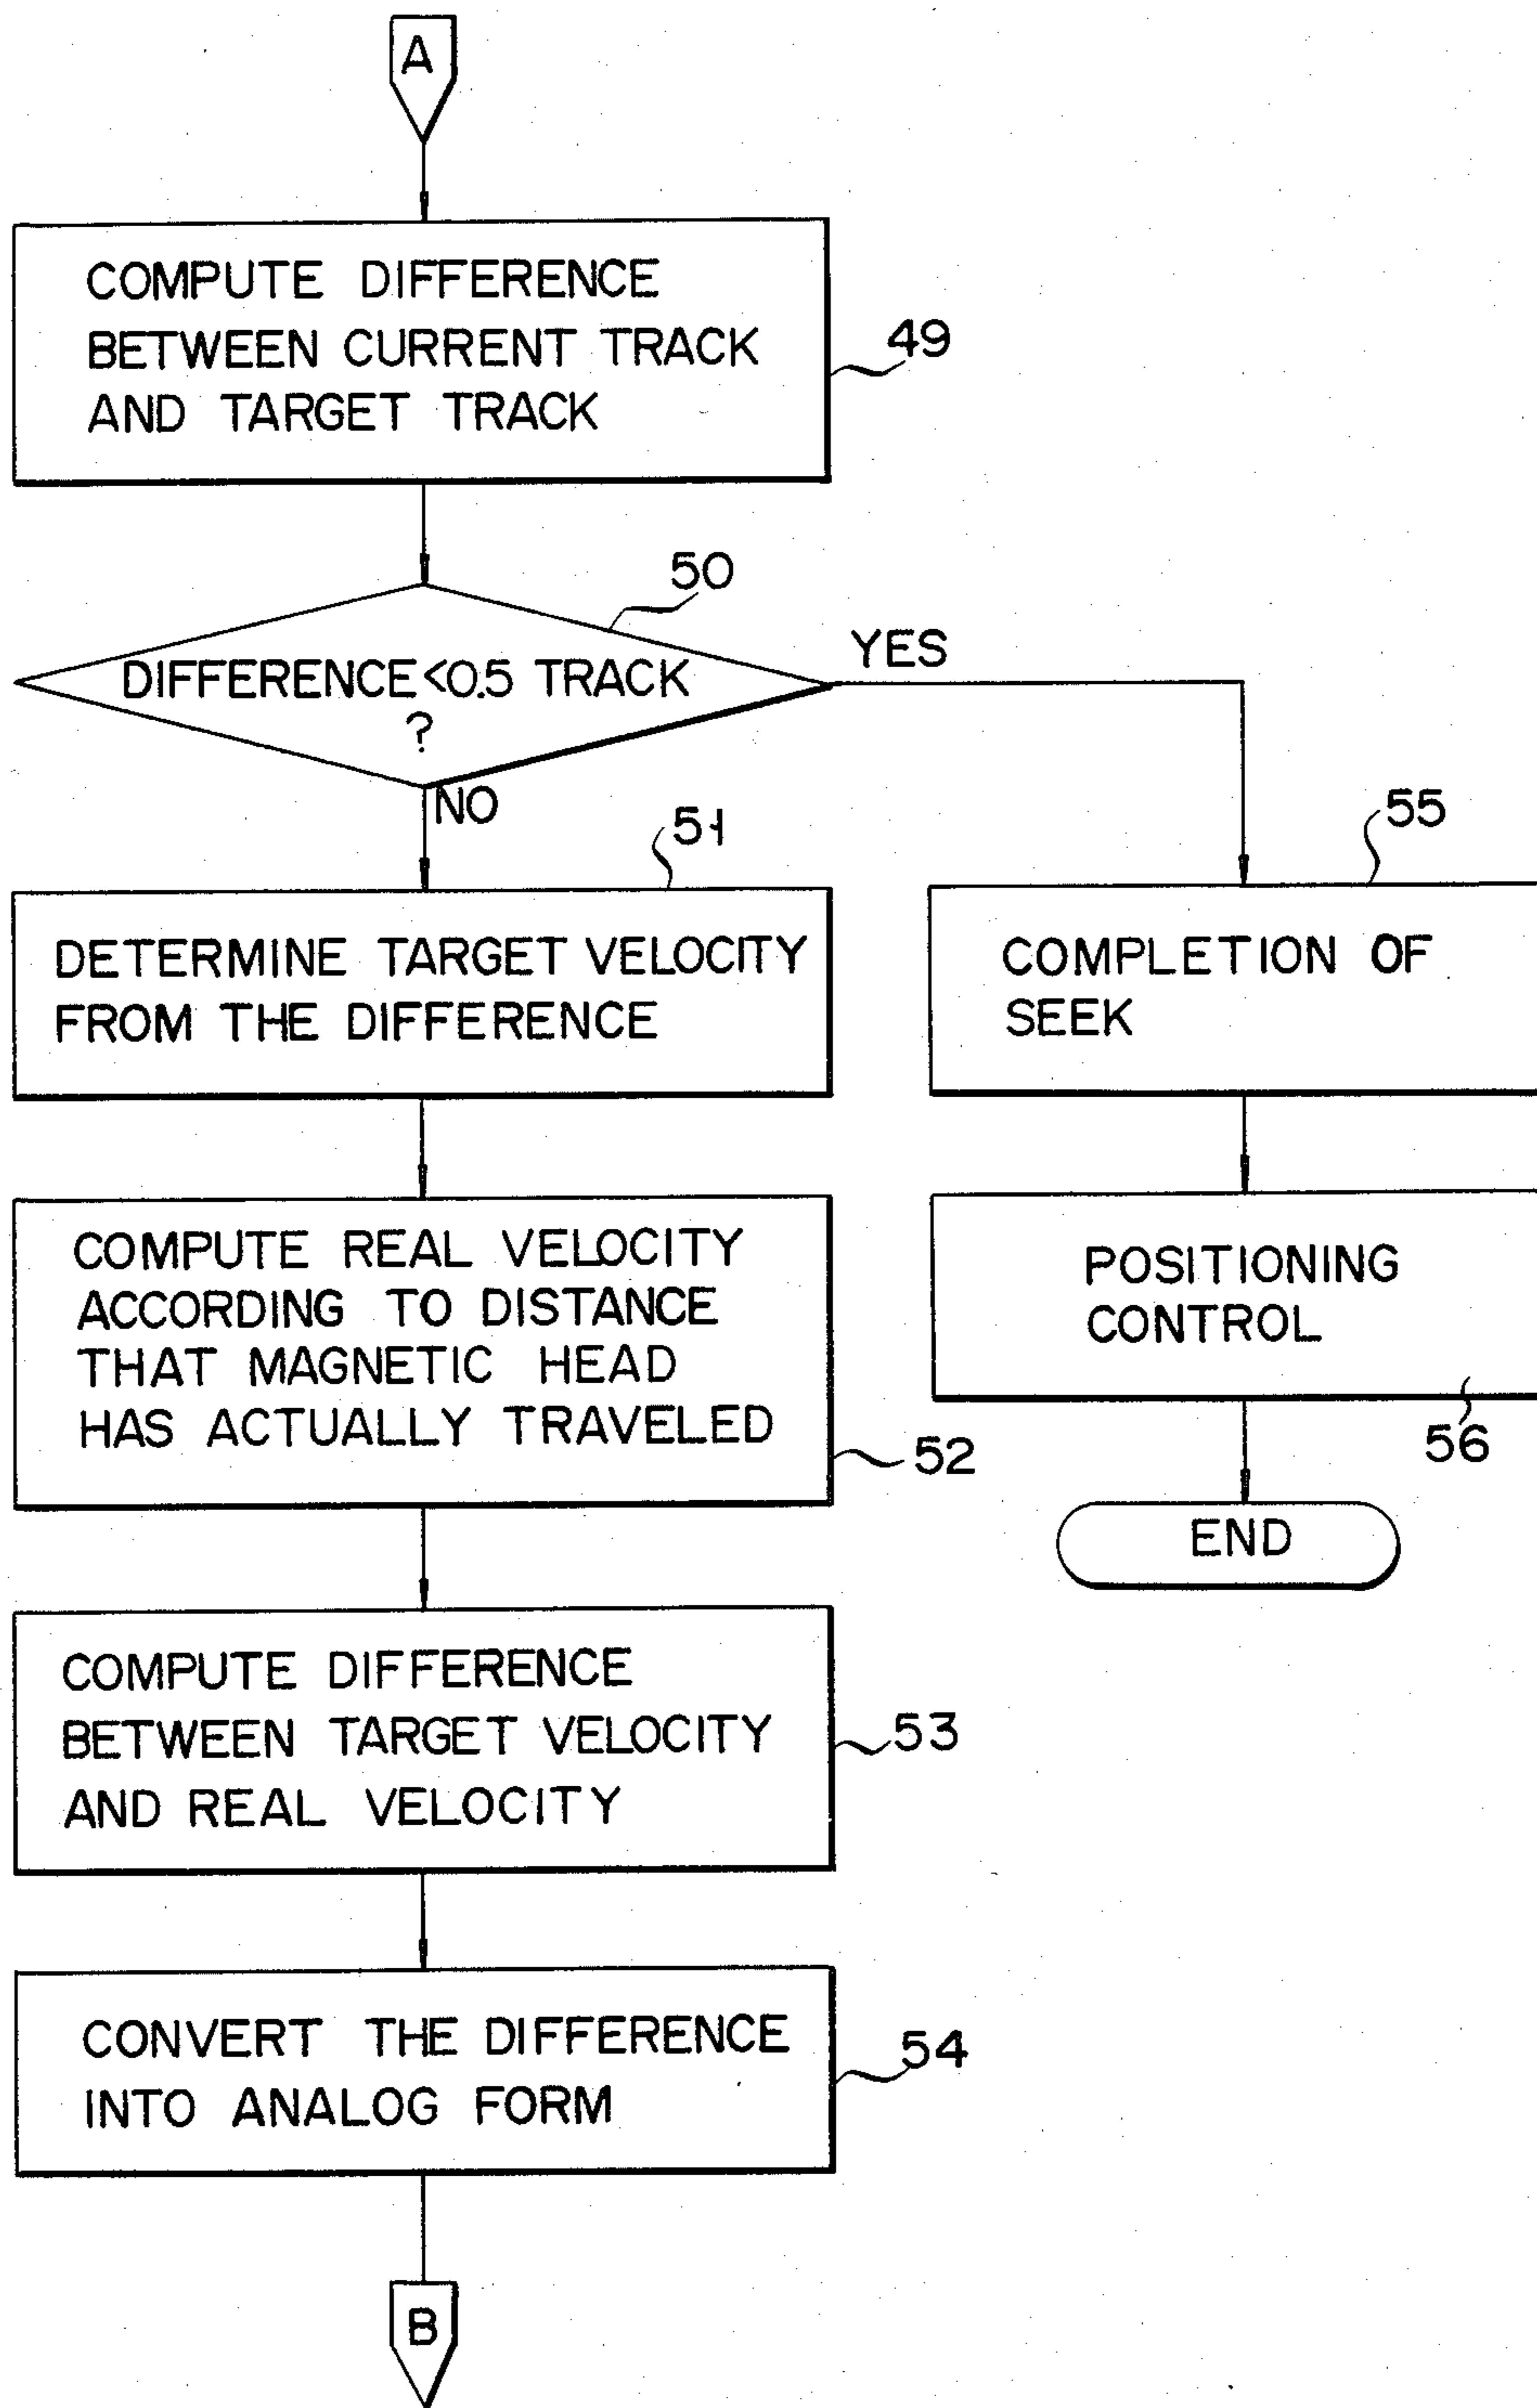 A
COMPUTE DIFFERENCE
BETWEEN CURRENT TRACK
AND TARGET TRACK
49
50
DIFFERENCE<0.5 TRACK
?
YES
NO
51
DETERMINE TARGET VELOCITY
FROM THE DIFFERENCE
55
COMPLETION OF
SEEK
COMPUTE REAL VELOCITY
ACCORDING TO DISTANCE
THAT MAGNETIC HEAD
HAS ACTUALLY TRAVELED
52
POSITIONING
CONTROL
56
END
COMPUTE DIFFERENCE
BETWEEN TARGET VELOCITY
AND REAL VELOCITY
53
CONVERT THE DIFFERENCE
INTO ANALOG FORM
54
B